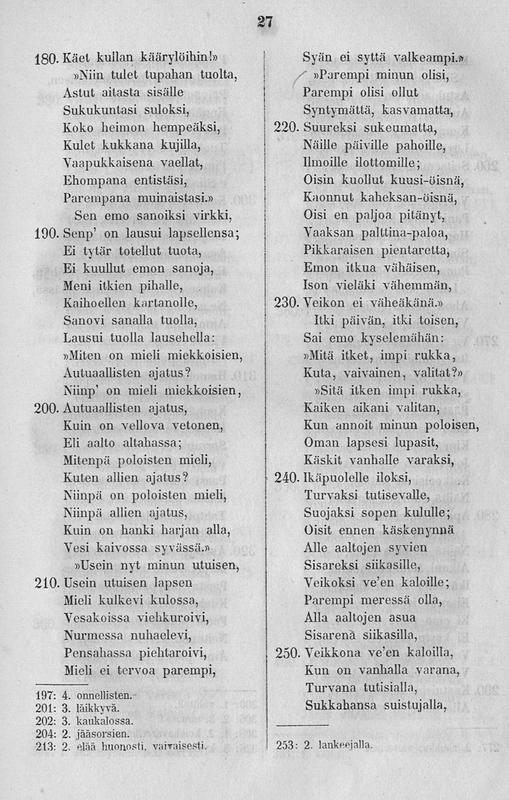 27
180. Käet kullan kääryłöihin!»
»Niin tulet tupahan tuolta,
Astut aitasta sisälle
Sukukuntasi suloksi,
Koko heimon hempeäksi,
Kulet kukkana kujilla,
Vaapukkaisena vaellat,
Ehompana entistäsi,
Parempana muinaistasi.»
Sen emo sanoiksi virkki,
190. Senp' on lausui lapsellensa;
Ei tytär totellut tuota,
Ei kuullut emon sanoja,
Meni itkien pihalle,
Kaihoellen kartanolle,
Sanovi sanalla tuolla,
Lausui tuolla lausehella:
»Miten on mieli miekkoisien,
Autuaallisten ajatus?
Niinp' on mieli miekkoisien,
200. Autuaallisten ajatus,
Kuin on vellova vetonen,
Eli aalto altahassa;
Mitenpä poloisten mieli,
Kuten allien ajatus?
Niinpä on poloisten mieli,
Niinpä allien ajatus,
Kuin on hanki harjan alla,
Vesi kaivossa syvässä.»
»Usein nyt minun utuisen,
210. Usein utuisen lapsen
Mieli kulkevi kulossa,
Vesakoissa viehkuroivi,
Nurmessa nuhaelevi,
Pensahassa piehtaroivi,
Mieli ei tervoa parempi,
197: 4. onnellisten.
201: 3. läikkyvä.
202: 3. kaukalossa.
204: 2. jääsorsien.
213: 2. elää huonosti, vaivaisesti.
Syän ei syttä valkeampi.»
»Parempi minun olisi,
Parempi olisi ollut
Syntymättä, kasvamatta,
220. Suureksi sukeumatta,
Näille päiville pahoille,
Ilmoille ilottomille;
Oisin kuollut kuusi-öisnä,
Kaonnut kaheksan-öisnä,
Oisi en paljoa pitänyt,
Vaaksan palttina-paloa,
Pikkaraisen pientaretta,
Emon itkua vähäisen,
Ison vieläki vähemmän,
230. Veikon ei väheäkänä.»
Itki päivän, itki toisen,
Sai emo kyselemähän:
»Mitä itket, impi rukka,
Kuta, vaivainen, valitat?»
»Sitä itken impi rukka,
Kaiken aikani valitan,
Kun annoit minun poloisen,
Oman lapsesi lupasit,
Käskit vanhalle varaksi,
240. Ikäpuolelle iloksi,
Turvaksi tutisevalle,
Suojaksi sopen kululle;
Oisit ennen käskenynnä
Alle aaltojen syvien
Sisareksi siikasille,
Veikoksi ve'en kaloille;
Parempi meressä olla,
Alla aaltojen asua
Sisarena siikasilla,
250. Veikkona ve'en kaloilla,
Kun on vanhalla varana,
Turvana tutisialla,
Sukkahansa suistujalla,
253: 2. lankeejalla.